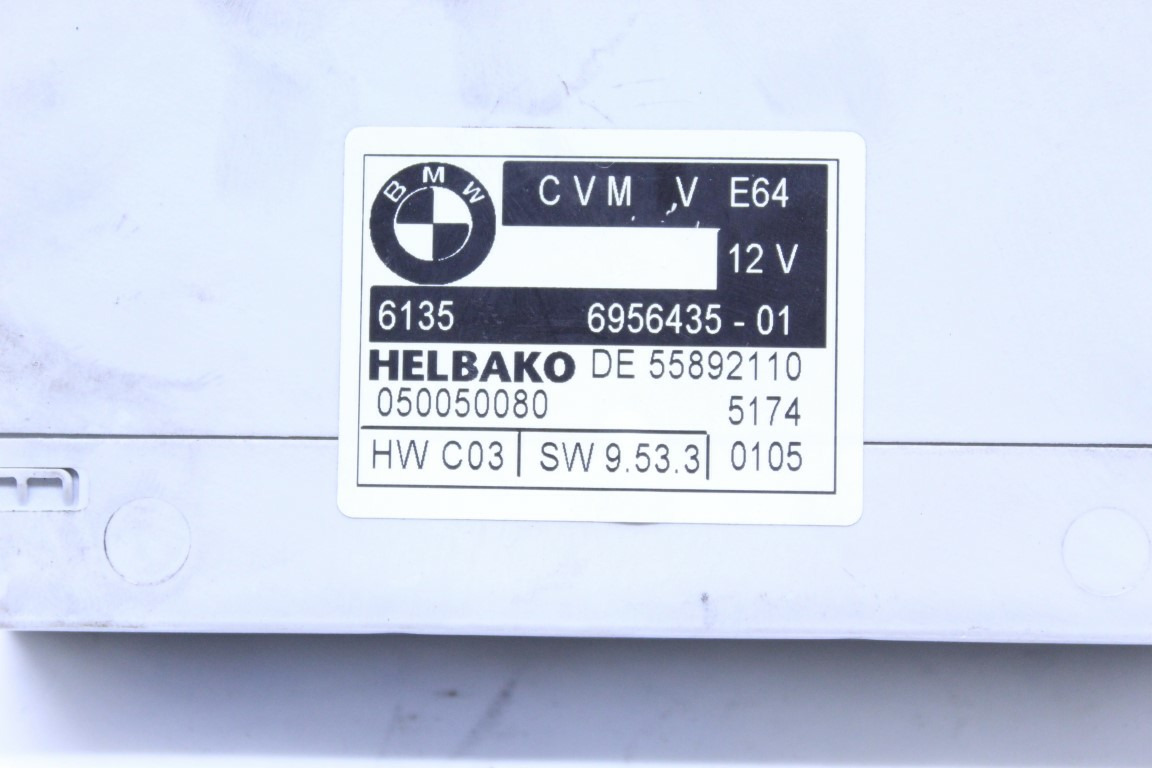 BMW
CVM V E64
12 V
6135 6956435 - 01
HELBAKO DE 55892110
050050080 5174
HW C03 SW 9.53.3 0105